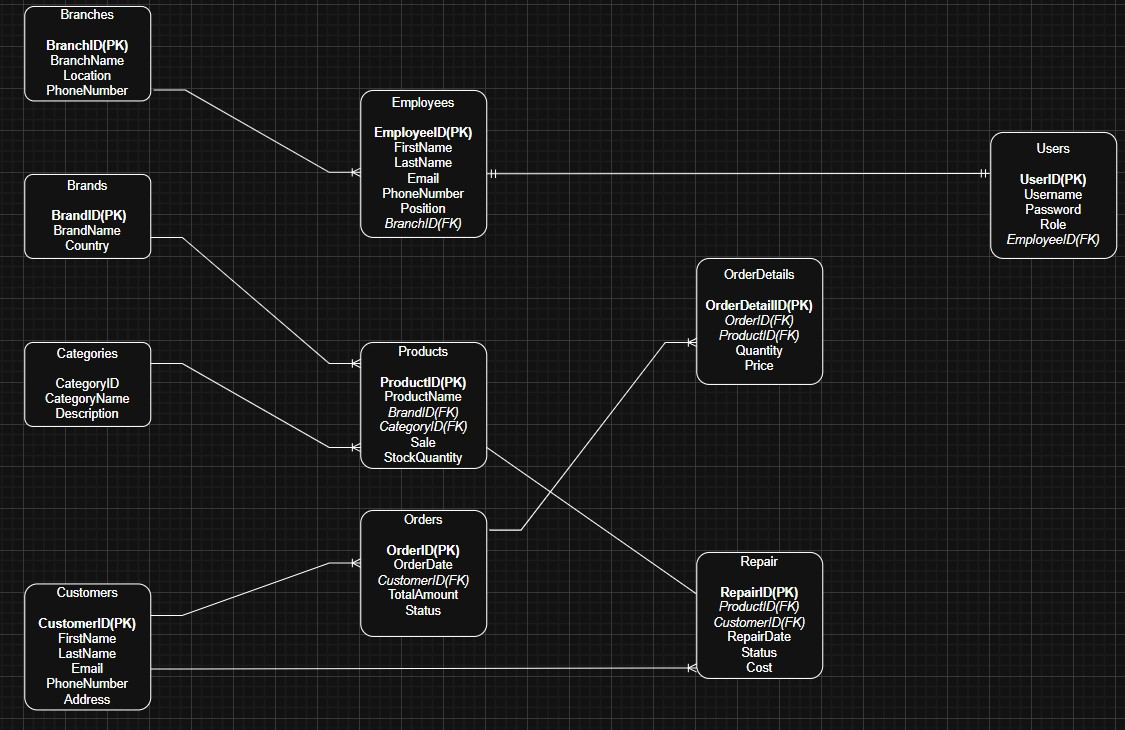 Branches
BranchID(PK)
BranchName
Location
PhoneNumber
Employees
EmployeeID(PK)
FirstName
LastName
Email
PhoneNumber
Position
BranchID(FK)
Users
UserID(PK)
Username
Password
Role
EmployeeID(FK)
Brands
BrandID(PK)
BrandName
Country
OrderDetails
OrderDetailID(PK)
OrderID(FK)
ProductID(FK)
Quantity
Price
Categories
CategoryID
CategoryName
Description
Products
ProductID(PK)
ProductName
BrandID(FK)
CategoryID(FK)
Sale
StockQuantity
Orders
OrderID(PK)
OrderDate
CustomerID(FK)
TotalAmount
Status
Customers
CustomerID(PK)
FirstName
LastName
Email
PhoneNumber
Address
Repair
RepairID(PK)
ProductID(FK)
CustomerID(FK)
RepairDate
Status
Cost